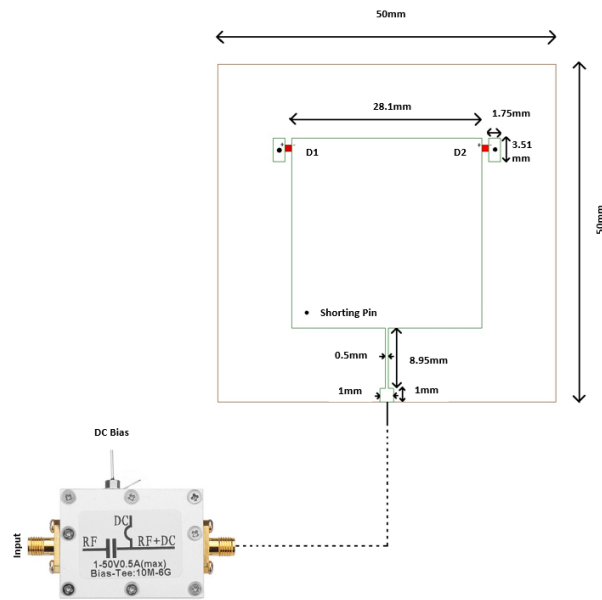 50mm
28.1mm
1.75mm
D1
D2
3.51
mm
50mm
Shorting Pin
0.5mm
8.95mm
1mm
1mm
DC Bias
Input
DC
RF
RF+DC
1-50V0.5A(max)
Bias-Tee:10M-6G